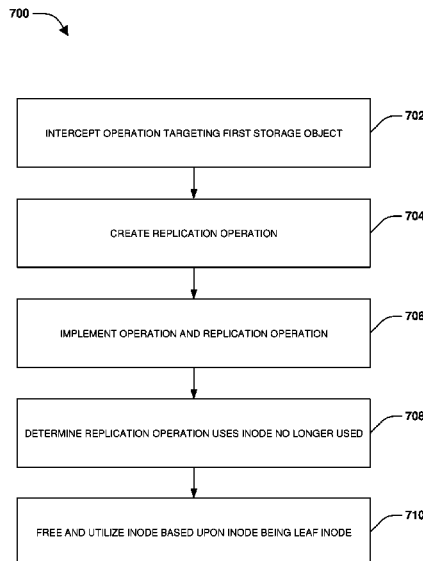 700
INTERCEPT OPERATION TARGETING FIRST STORAGE OBJECT
702
CREATE REPLICATION OPERATION
704
IMPLEMENT OPERATION AND REPLICATION OPERATION
706
DETERMINE REPLICATION OPERATION USES INODE NO LONGER USED
708
FREE AND UTILIZE INODE BASED UPON INODE BEING LEAF INODE
710